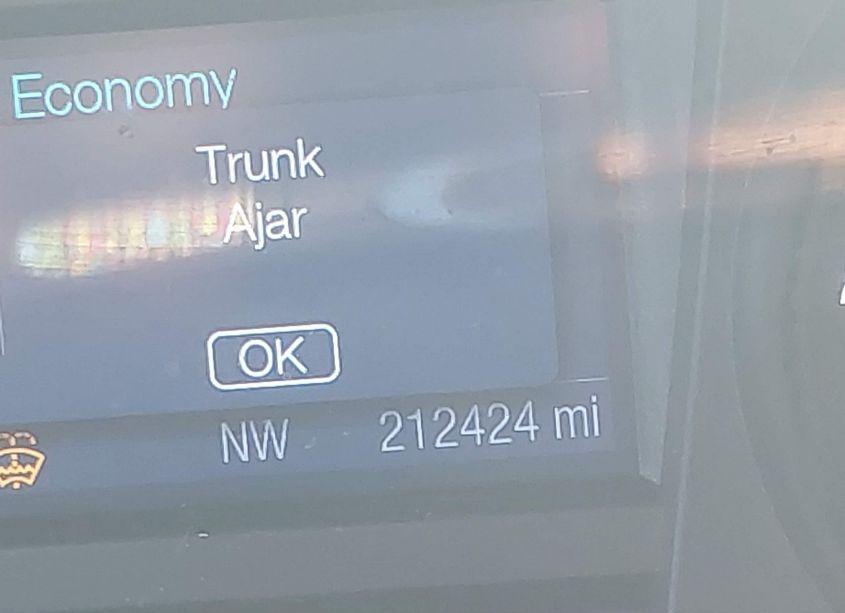 Economy
Trunk
Ajar
OK
NW 212424 mi